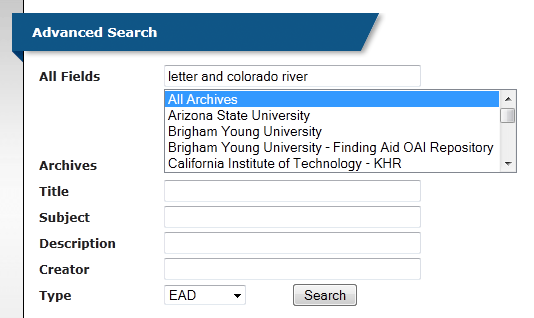 Advanced Search
All Fields letter and colorado river
All Archives
Arizona State University
Brigham Young University
Brigham Young University - Finding Aid OAI Repository
Archives California Institute of Technology - KHR
Title
Subject
Description
Creator
Type EAD Search